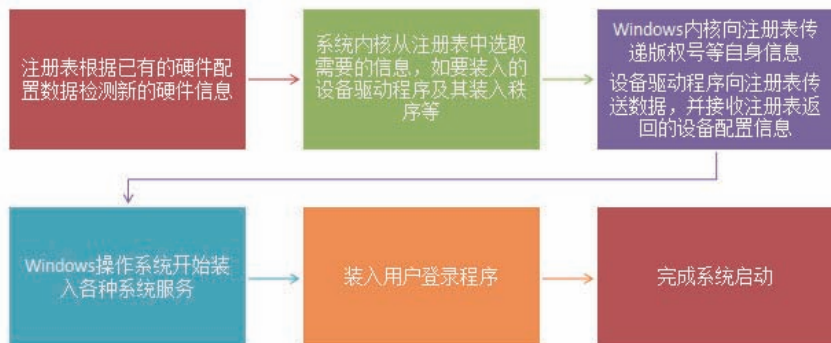 注册表根据已有的硬件配
置数据检测新的硬件信息
系统内核从注册表中选取
需要的信息，如要装入的
设备驱动程序及其装入秩
序等
Windows内核向注册表传
递版权号等自身信息
设备驱动程序向注册表传
送数据，并接收注册表返
回的设备配置信息
Windows操作系统开始装
入各种系统服务
装入用户登录程序
完成系统启动